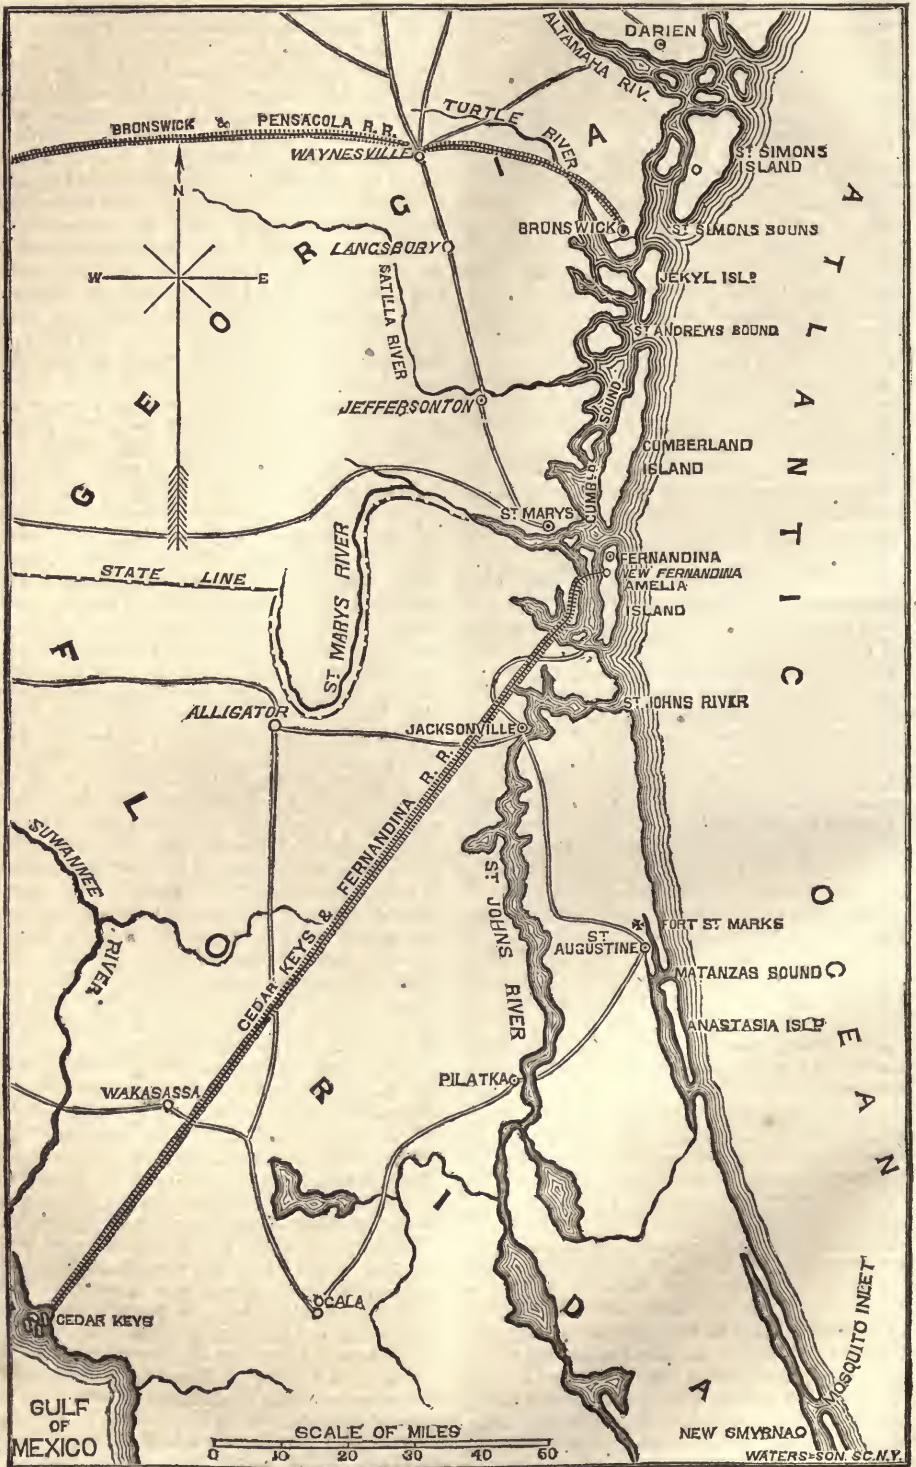 DARIEN
ALTAMAHA RIV.
TURTLE RIVER
BRONSWICK & PENSACOLA R.R.
WAYNESVILLE
ST SIMONS
ISLAND
N
W
E
BRUNSWICK
ST SIMONS SOUNS
LANGSBURY
SATILLA RIVER
JEKYL ISLD.
ST ANDREWS SOUND
JEFFERSONTON
CUMBLD SOUND
CUMBERLAND
ISLAND
GEORGIA
ATLANTIC OCEAN
ST MARYS
FERNANDINA
NEW FERNANDINA
AMELIA
ISLAND
STATE LINE
ST MARYS RIVER
ST JOHNS RIVER
ALLIGATOR
JACKSONVILLE
CEDAR KEYS & FERNANDINA R.R.
FLORIDA
SUWANNEE RIVER
ST JOHNS RIVER
FORT ST MARKS
ST
AUGUSTINE
MATANZAS SOUND
ANASTASIA ISLD.
PILATKA
WAKASASSA
OCALA
CEDAR KEYS
MOSQUITO INLET
GULF
OF
MEXICO
SCALE OF MILES
0 10 20 30 40 50
NEW SMYRNA
WATERS=SON. SC. N.Y.